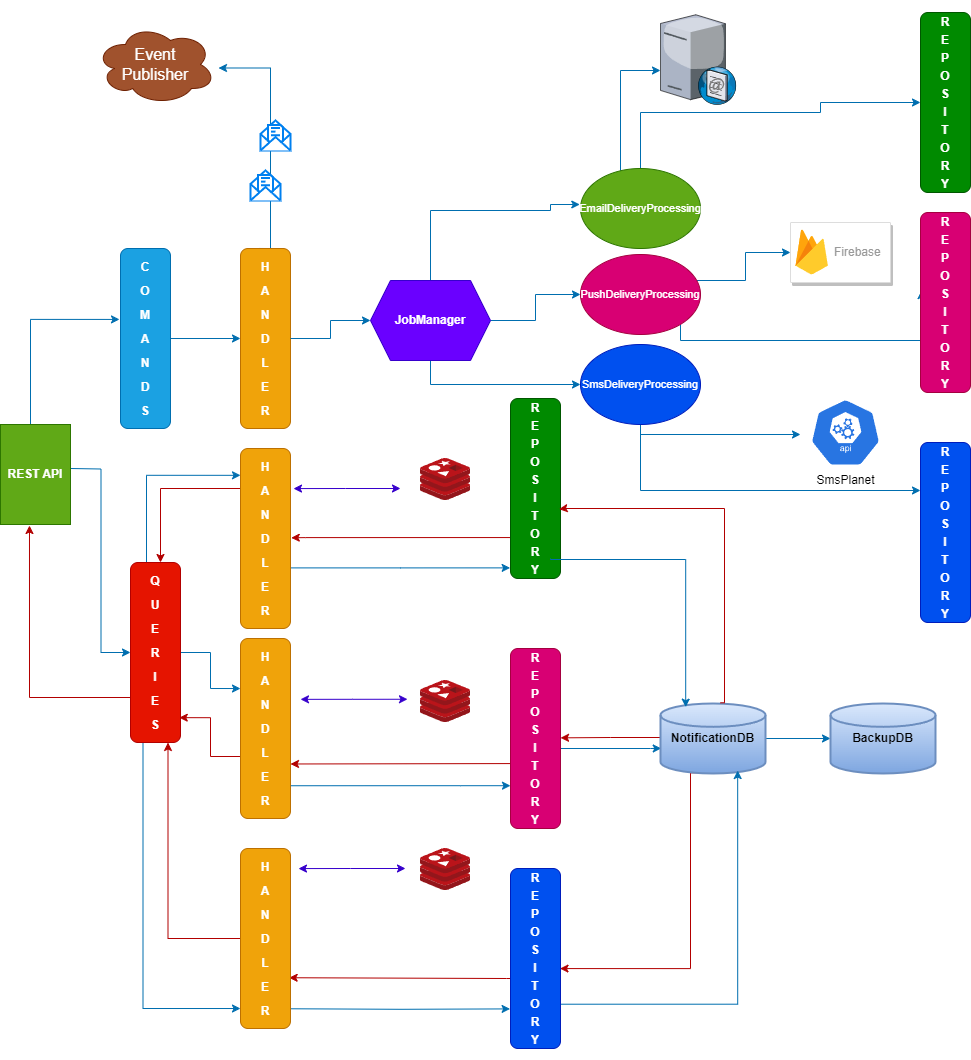 Event
Publisher
REPOSITORY
EmailDeliveryProcessing
REPOSITORY
Firebase
COMANDS
HANDLER
PushDeliveryProcessing
JobManager
SmsDeliveryProcessing
REPOSITORY
api
SmsPlanet
REPOSITORY
REST API
HANDLER
QUERIES
HANDLER
REPOSITORY
NotificationDB
BackupDB
HANDLER
REPOSITORY